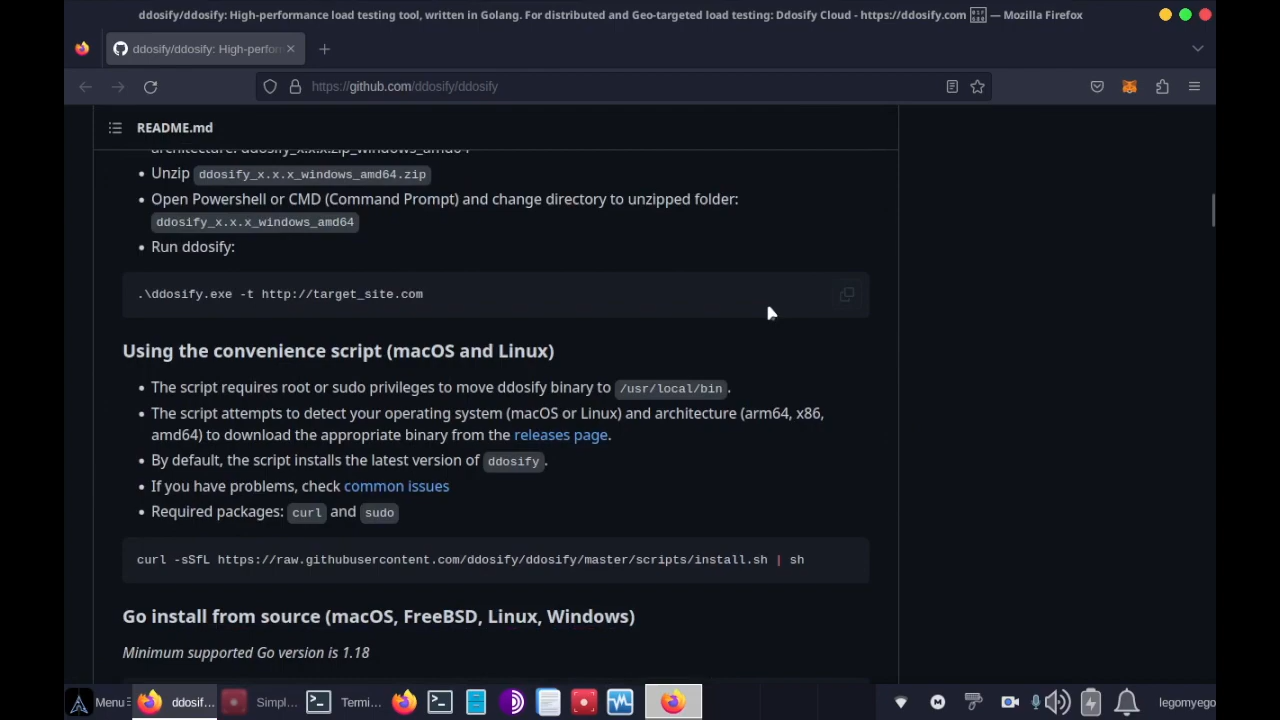 ddosify/ddosify: High-performance load testing tool, written in Golang. For distributed and Geo-targeted load testing: Ddosify Cloud - https://ddosify.com — Mozilla Firefox
ddosify/ddosify: High-perfor
https://github.com/ddosify/ddosify
README.md
architecture: ddosify_x.x.x.zip_windows_amd64
Unzip ddosify_x.x.x_windows_amd64.zip
Open Powershell or CMD (Command Prompt) and change directory to unzipped folder:
ddosify_x.x.x_windows_amd64
Run ddosify:
.\ddosify.exe -t http://target_site.com
Using the convenience script (macOS and Linux)
The script requires root or sudo privileges to move ddosify binary to /usr/local/bin.
The script attempts to detect your operating system (macOS or Linux) and architecture (arm64, x86,
amd64) to download the appropriate binary from the releases page.
By default, the script installs the latest version of ddosify.
If you have problems, check common issues
Required packages: curl and sudo
curl -sSfL https://raw.githubusercontent.com/ddosify/ddosify/master/scripts/install.sh | sh
Go install from source (macOS, FreeBSD, Linux, Windows)
Minimum supported Go version is 1.18
Menu ddosif... Simpl... Termi... legomyego